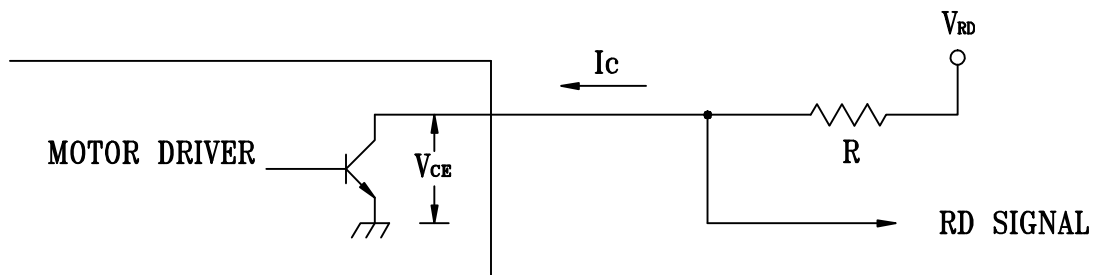 VRD
Ic
MOTOR DRIVER
VCE
R
RD SIGNAL